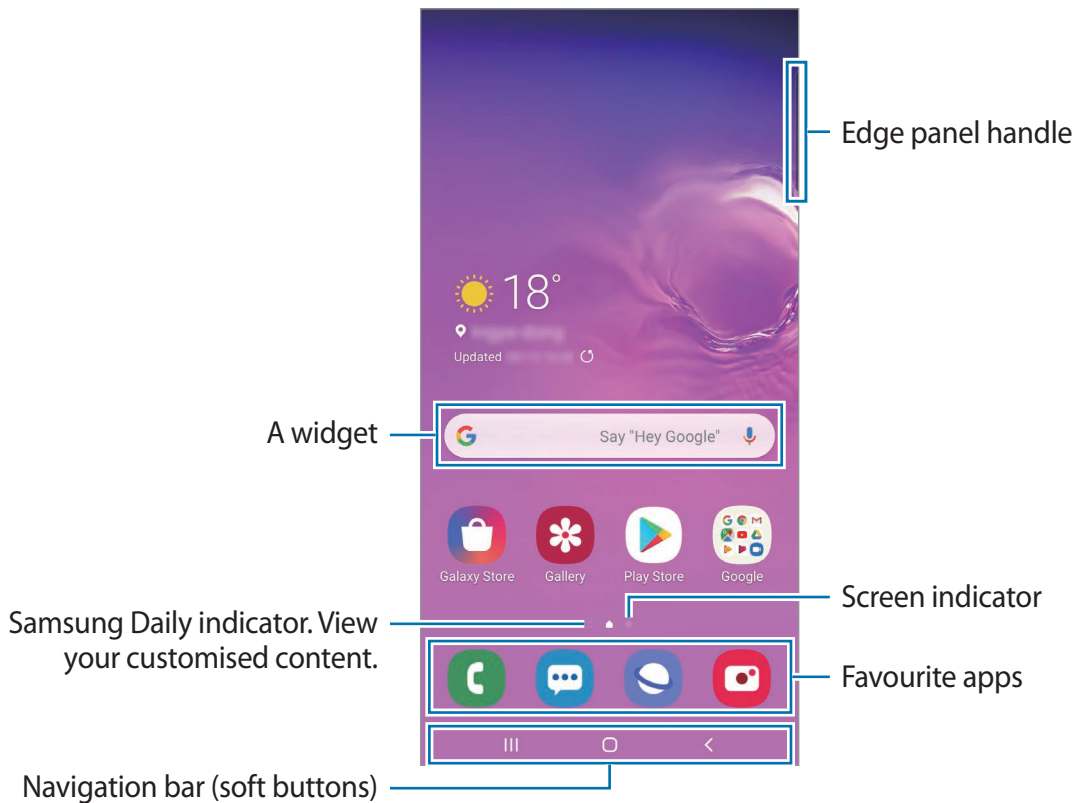 Edge panel handle
18°
Updated
A widget
Say "Hey Google"
Galaxy Store
Gallery
Play Store
Google
Screen indicator
Samsung Daily indicator. View
your customised content.
Favourite apps
Navigation bar (soft buttons)